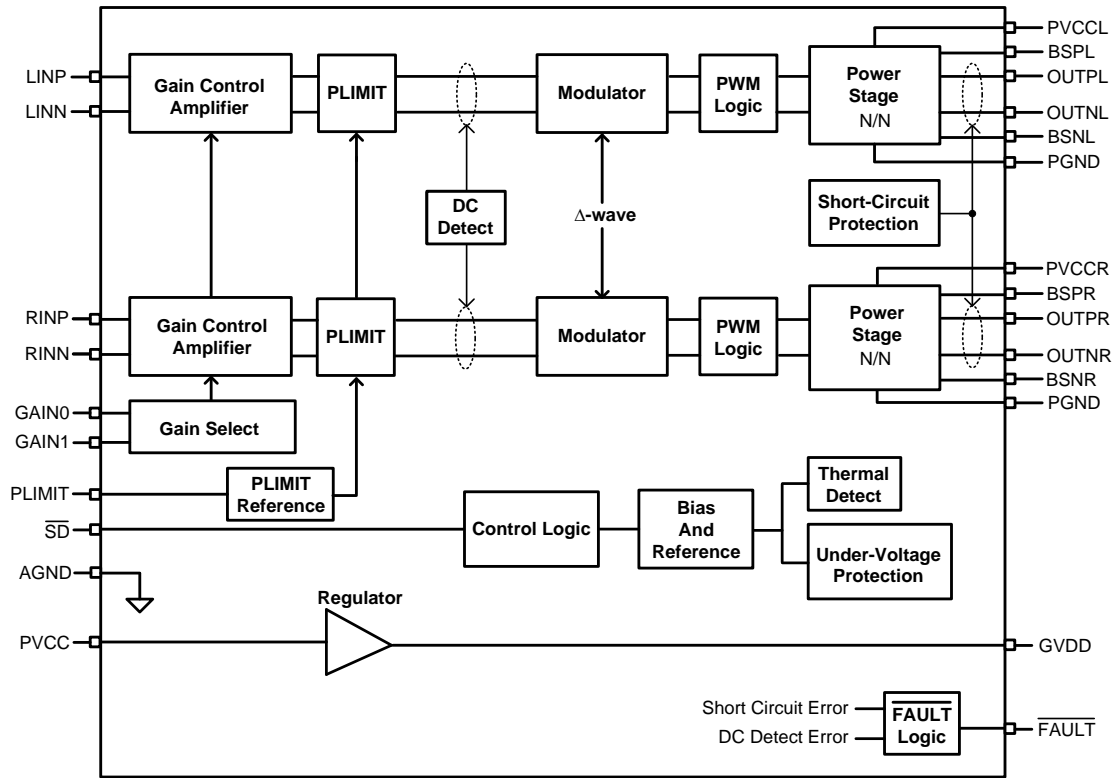 PVCCL
BSPL
LINP
Gain Control
Amplifier
PLIMIT
Modulator
PWM
Logic
Power
Stage
N/N
OUTPL
LINN
OUTNL
BSNL
PGND
DC
Detect
Δ-wave
Short-Circuit
Protection
PVCCR
BSPR
RINP
Gain Control
Amplifier
PLIMIT
Modulator
PWM
Logic
Power
Stage
N/N
OUTPR
RINN
OUTNR
BSNR
PGND
GAIN0
GAIN1
Gain Select
PLIMIT
PLIMIT
Reference
Thermal
Detect
SD
Control Logic
Bias
And
Reference
Under-Voltage
Protection
AGND
Regulator
PVCC
GVDD
Short Circuit Error
DC Detect Error
FAULT
Logic
FAULT